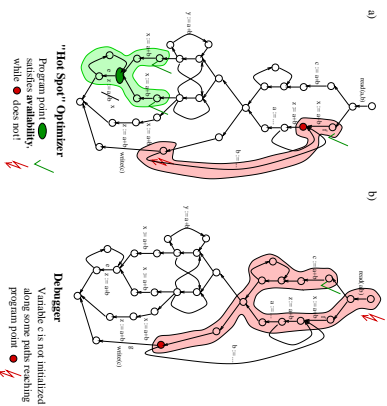 a)
read(a,b)
c := a+b
x := a+b
a := ...
z := a+b
b := ...
y := a+b
x := a+b
x := a+b
z := a+b
x := a+b
z := a+b
write(c)
"Hot Spot" Optimizer
Program point
satisfies availability,
while does not!
b)
c := a+b
x := a+b
z := a+b
a := ...
b := ...
y := a+b
x := a+b
x := a+b
z := a+b
x := a+b
z := a+b
write(c)
Debugger
Variable c is not initialized
along some paths reaching
program point